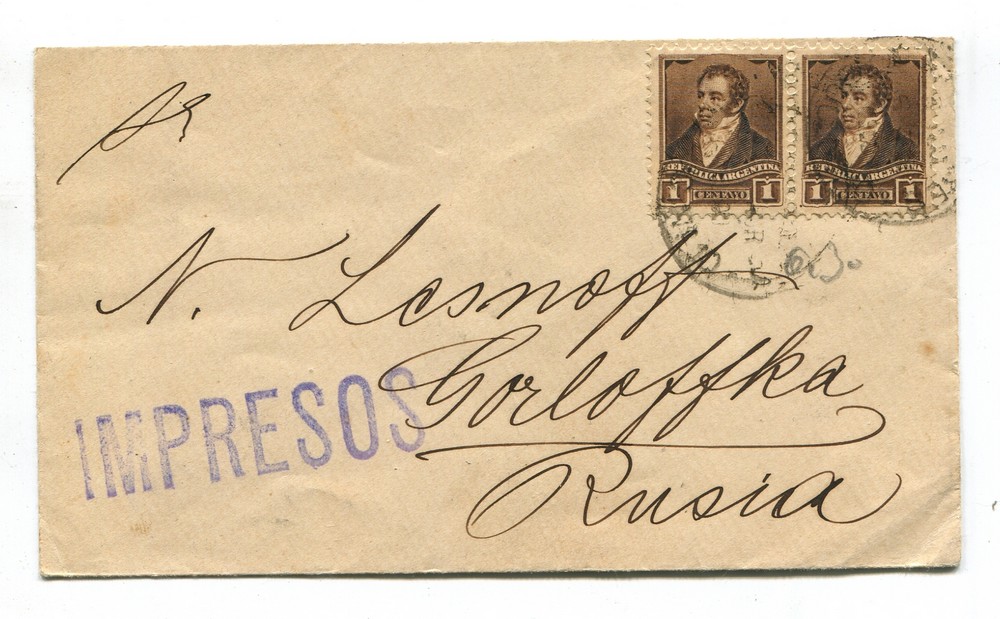 REPUBLICA ARGENTINA REPUBLICA ARGENTINA
1 CENTAVO 1 1 CENTAVO 1
N. Lesnoff
Gorloffka
IMPRESOS
Rusia